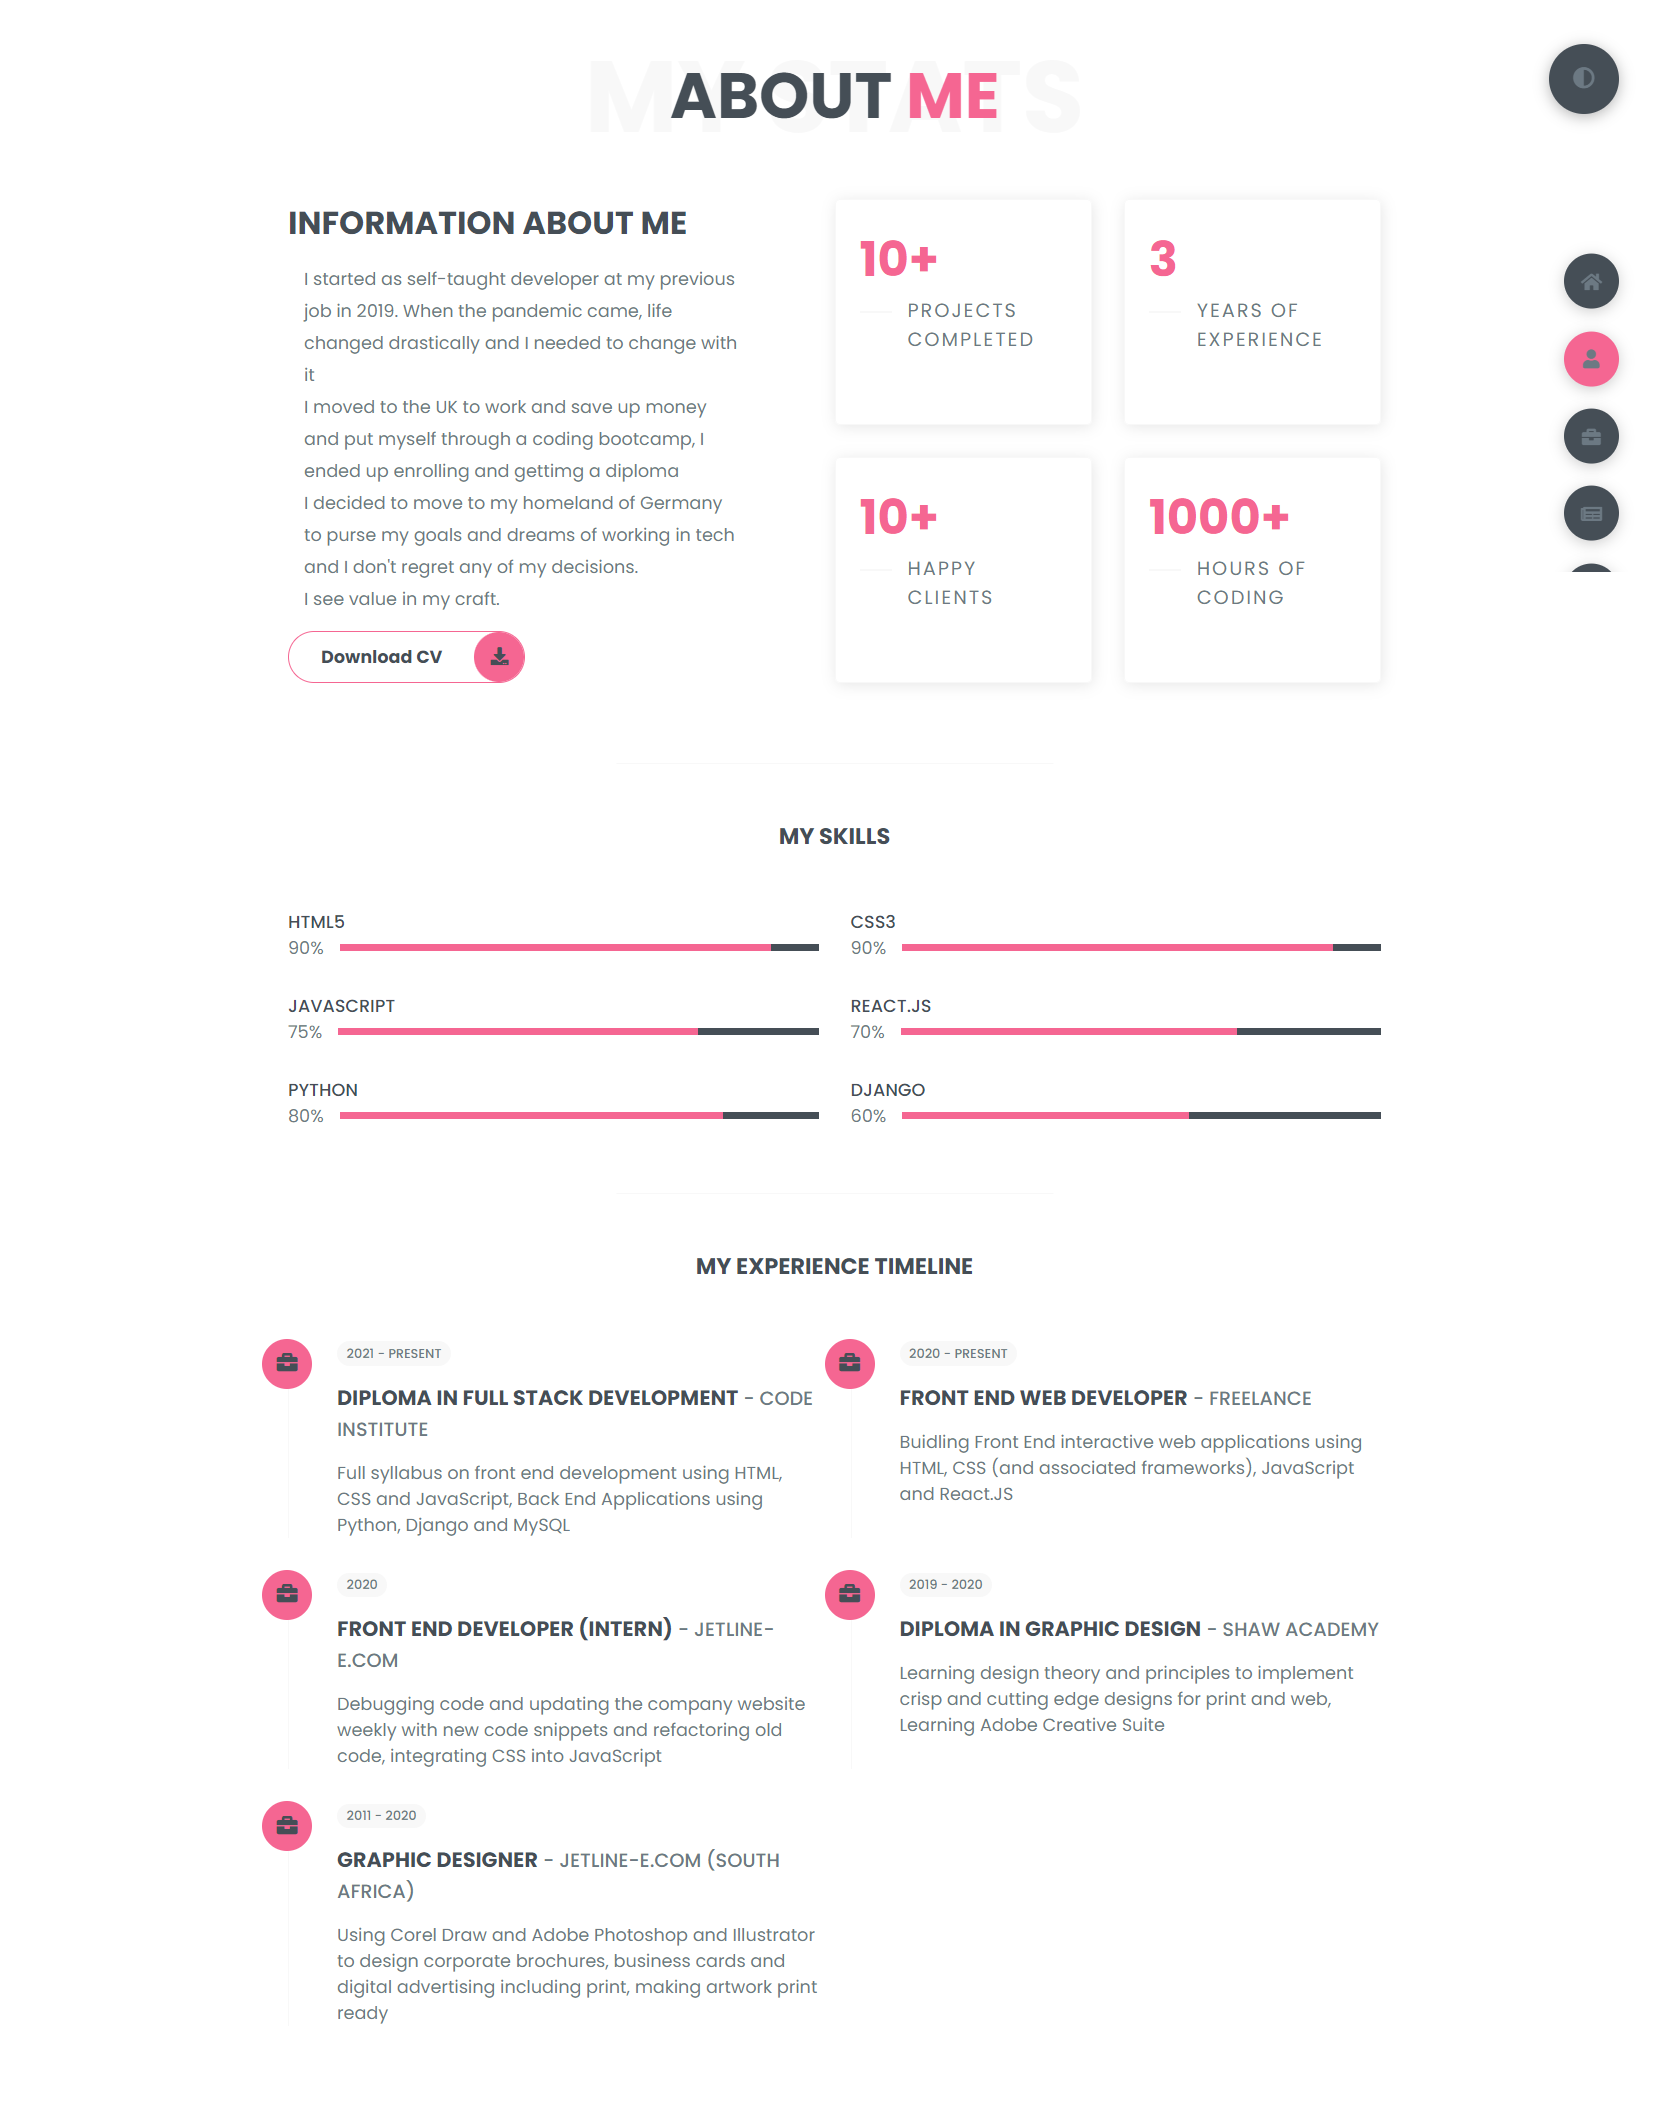 MY STATS
ABOUT ME
INFORMATION ABOUT ME
I started as self-taught developer at my previous
job in 2019. When the pandemic came, life
changed drastically and I needed to change with
it
I moved to the UK to work and save up money
and put myself through a coding bootcamp, I
ended up enrolling and gettimg a diploma
I decided to move to my homeland of Germany
to purse my goals and dreams of working in tech
and I don't regret any of my decisions.
I see value in my craft.
Download CV
10+
PROJECTS
COMPLETED
3
YEARS OF
EXPERIENCE
10+
HAPPY
CLIENTS
1000+
HOURS OF
CODING
MY SKILLS
HTML5
90%
CSS3
90%
JAVASCRIPT
75%
REACT.JS
70%
PYTHON
80%
DJANGO
60%
MY EXPERIENCE TIMELINE
2021 - PRESENT
DIPLOMA IN FULL STACK DEVELOPMENT - CODE
INSTITUTE
Full syllabus on front end development using HTML,
CSS and JavaScript, Back End Applications using
Python, Django and MySQL
2020 - PRESENT
FRONT END WEB DEVELOPER - FREELANCE
Buidling Front End interactive web applications using
HTML, CSS (and associated frameworks), JavaScript
and React.JS
2020
FRONT END DEVELOPER (INTERN) - JETLINE-
E.COM
Debugging code and updating the company website
weekly with new code snippets and refactoring old
code, integrating CSS into JavaScript
2019 - 2020
DIPLOMA IN GRAPHIC DESIGN - SHAW ACADEMY
Learning design theory and principles to implement
crisp and cutting edge designs for print and web,
Learning Adobe Creative Suite
2011 - 2020
GRAPHIC DESIGNER - JETLINE-E.COM (SOUTH
AFRICA)
Using Corel Draw and Adobe Photoshop and Illustrator
to design corporate brochures, business cards and
digital advertising including print, making artwork print
ready